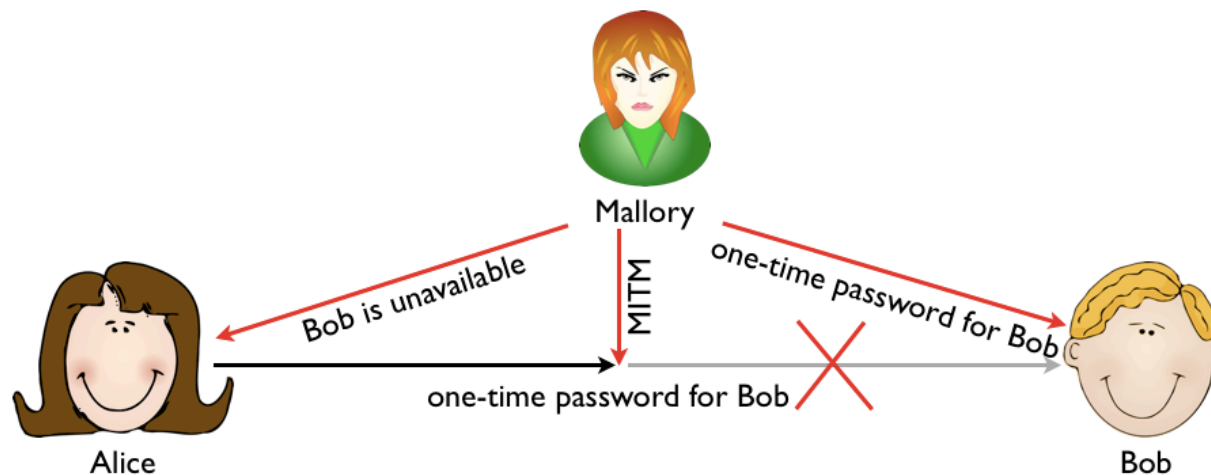 Mallory
Bob is unavailable
MITM
one-time password for Bob
one-time password for Bob
Alice
Bob